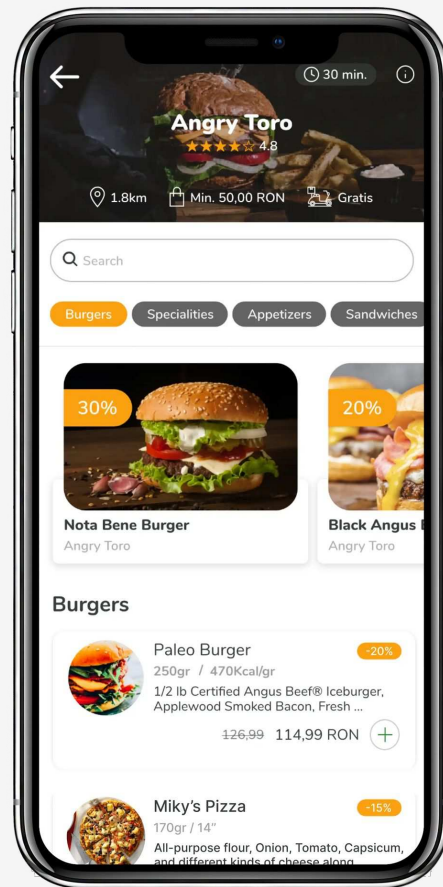 30 min.
Angry Toro
4.8
1.8km Min. 50,00 RON Gratis
Search
Burgers Specialities Appetizers Sandwiches
30% 20%
Nota Bene Burger Black Angus
Angry Toro Angry Toro
Burgers
Paleo Burger -20%
250gr / 470Kcal/gr
1/2 lb Certified Angus Beef® Iceburger,
Applewood Smoked Bacon, Fresh ...
126,99 114,99 RON
Miky's Pizza -15%
170gr / 14"
All-purpose flour, Onion, Tomato, Capsicum,
and different kinds of cheese along